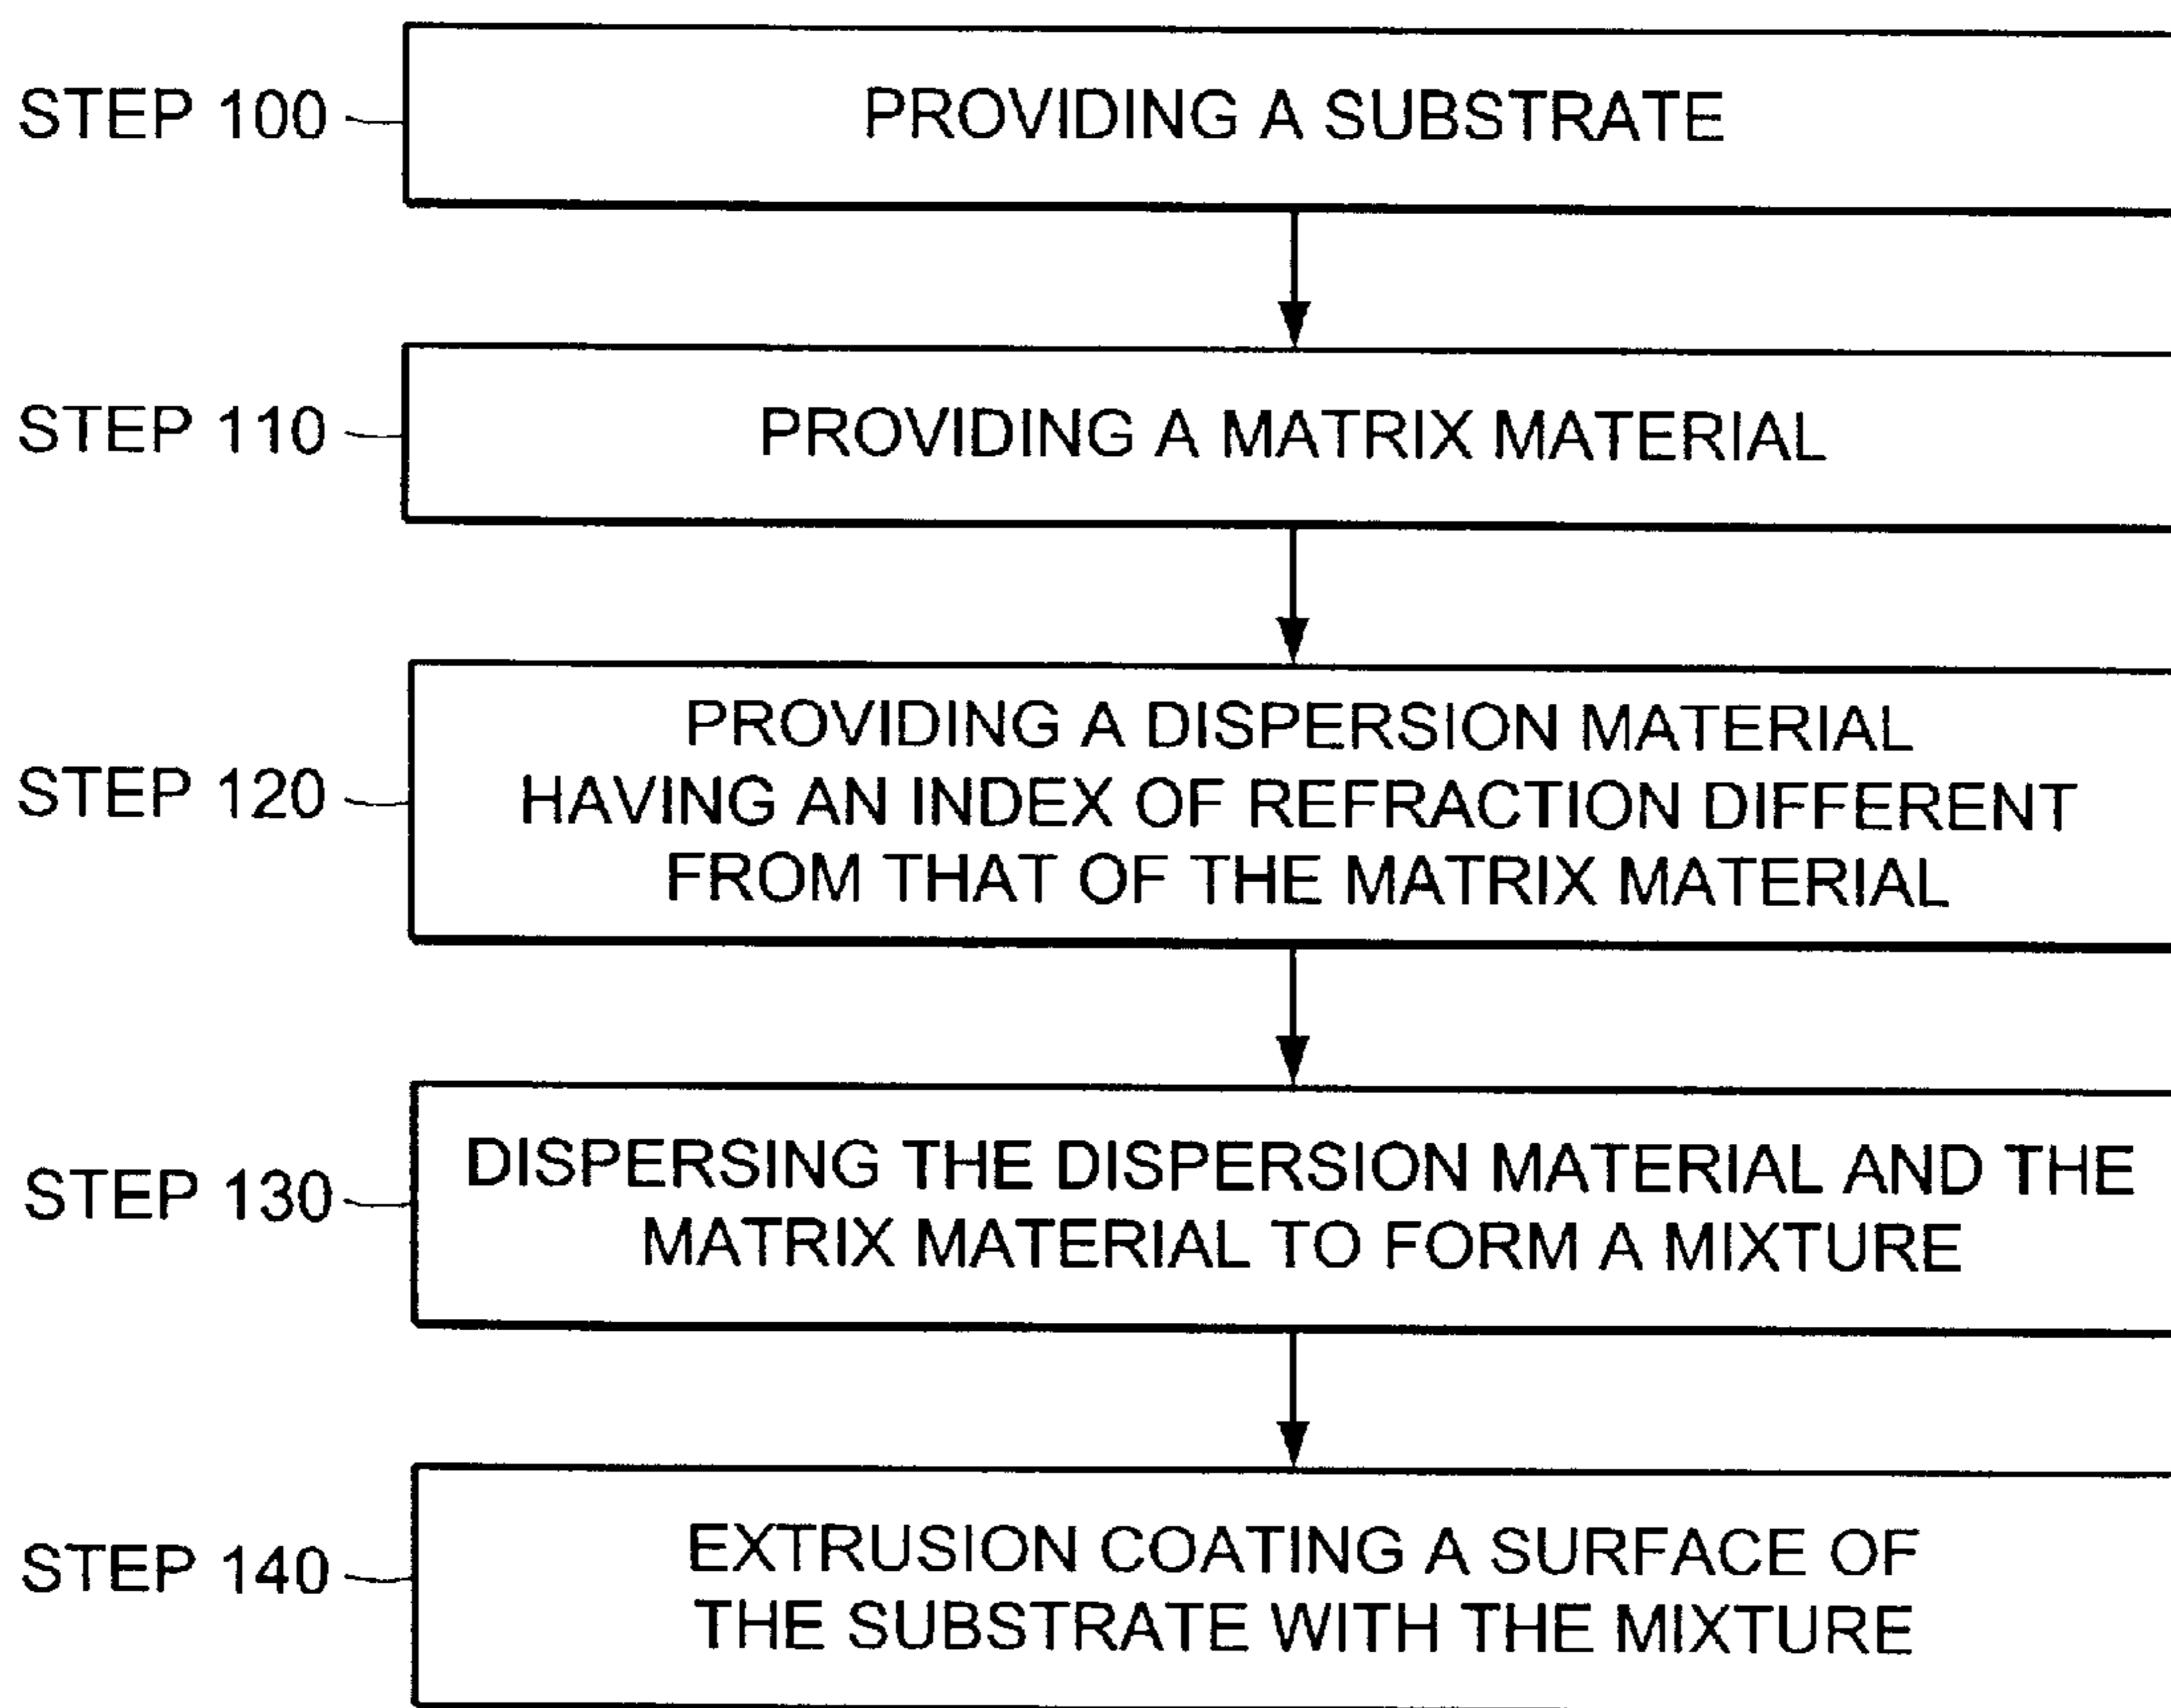 STEP 100
PROVIDING A SUBSTRATE
STEP 110
PROVIDING A MATRIX MATERIAL
STEP 120
PROVIDING A DISPERSION MATERIAL
HAVING AN INDEX OF REFRACTION DIFFERENT
FROM THAT OF THE MATRIX MATERIAL
STEP 130
DISPERSING THE DISPERSION MATERIAL AND THE
MATRIX MATERIAL TO FORM A MIXTURE
STEP 140
EXTRUSION COATING A SURFACE OF
THE SUBSTRATE WITH THE MIXTURE